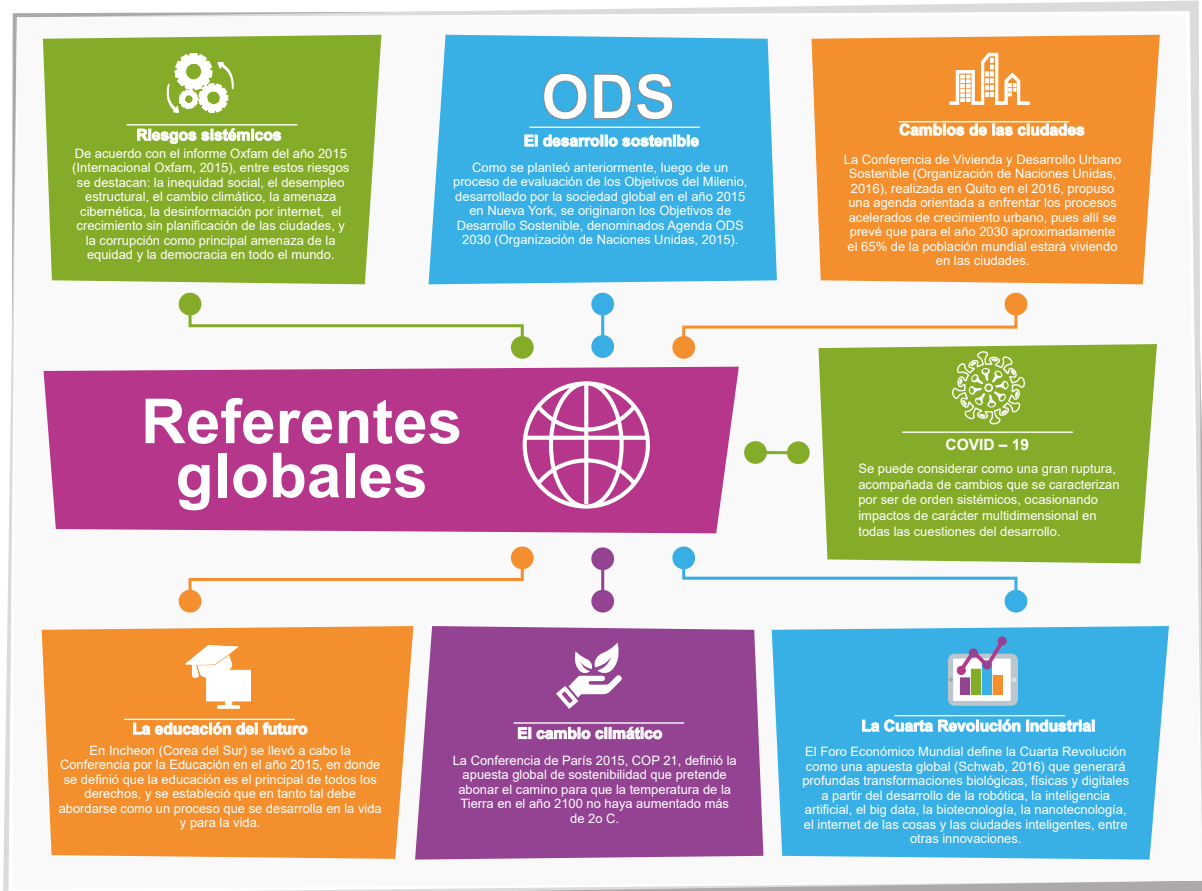 Riesgos sistémicos
De acuerdo con el informe Oxfam del año 2015
(Internacional Oxfam, 2015), entre estos riesgos
se destacan: la inequidad social, el desempleo
estructural, el cambio climático, la amenaza
cibernética, la desinformación por internet, el
crecimiento sin planificación de las ciudades, y
la corrupción como principal amenaza de la
equidad y la democracia en todo el mundo.
ODS
El desarrollo sostenible
Como se planteó anteriormente, luego de un
proceso de evaluación de los Objetivos del Milenio,
desarrollado por la sociedad global en el año 2015
en Nueva York, se originaron los Objetivos de
Desarrollo Sostenible, denominados Agenda ODS
2030 (Organización de Naciones Unidas, 2015).
Cambios de las ciudades
La Conferencia de Vivienda y Desarrollo Urbano
Sostenible (Organización de Naciones Unidas,
2016), realizada en Quito en el 2016, propuso
una agenda orientada a enfrentar los procesos
acelerados de crecimiento urbano, pues allí se
prevé que para el año 2030 aproximadamente
el 65% de la población mundial estará viviendo
en las ciudades.
Referentes
globales
COVID – 19
Se puede considerar como una gran ruptura,
acompañada de cambios que se caracterizan
por ser de orden sistémicos, ocasionando
impactos de carácter multidimensional en
todas las cuestiones del desarrollo.
La educación del futuro
En Incheon (Corea del Sur) se llevó a cabo la
Conferencia por la Educación en el año 2015, en donde
se definió que la educación es el principal de todos los
derechos, y se estableció que en tanto tal debe
abordarse como un proceso que se desarrolla en la vida
y para la vida.
El cambio climático
La Conferencia de París 2015, COP 21, definió la
apuesta global de sostenibilidad que pretende
abonar el camino para que la temperatura de la
Tierra en el año 2100 no haya aumentado más
de 2o C.
La Cuarta Revolución Industrial
El Foro Económico Mundial define la Cuarta Revolución
como una apuesta global (Schwab, 2016) que generará
profundas transformaciones biológicas, físicas y digitales
a partir del desarrollo de la robótica, la inteligencia
artificial, el big data, la biotecnología, la nanotecnología,
el internet de las cosas y las ciudades inteligentes, entre
otras innovaciones.